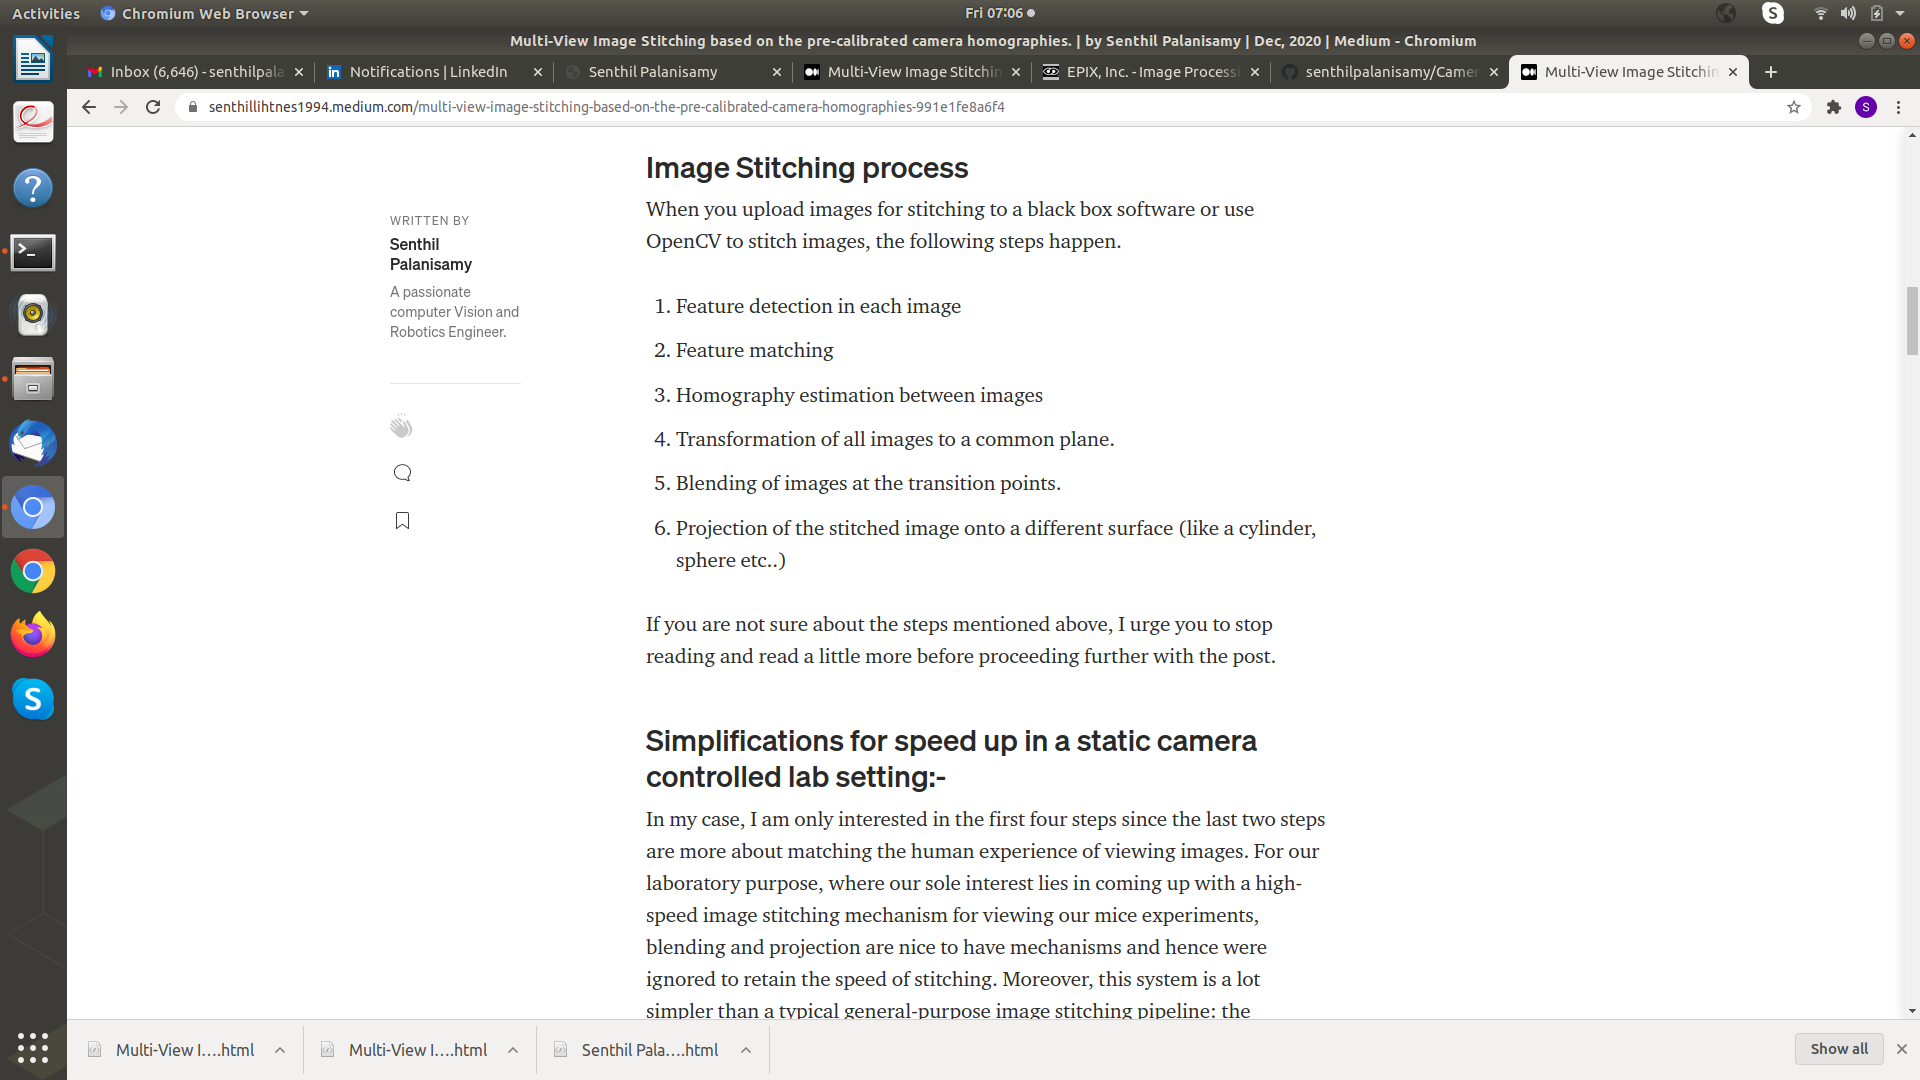 Activities
Chromium Web Browser
Fri 07:06
Multi-View Image Stitching based on the pre-calibrated camera homographies. | by Senthil Palanisamy | Dec, 2020 | Medium - Chromium
Inbox (6,646) - senthilpala
Notifications | LinkedIn
Senthil Palanisamy
Multi-View Image Stitchin
EPIX, Inc. - Image Processi
senthilpalanisamy/Camer
Multi-View Image Stitchin
senthillihtnes1994.medium.com/multi-view-image-stitching-based-on-the-pre-calibrated-camera-homographies-991e1fe8a6f4
S
WRITTEN BY
Senthil
Palanisamy
A passionate
computer Vision and
Robotics Engineer.
Image Stitching process
When you upload images for stitching to a black box software or use
OpenCV to stitch images, the following steps happen.
1. Feature detection in each image
2. Feature matching
3. Homography estimation between images
4. Transformation of all images to a common plane.
5. Blending of images at the transition points.
6. Projection of the stitched image onto a different surface (like a cylinder,
sphere etc..)
If you are not sure about the steps mentioned above, I urge you to stop
reading and read a little more before proceeding further with the post.
Simplifications for speed up in a static camera
controlled lab setting:-
In my case, I am only interested in the first four steps since the last two steps
are more about matching the human experience of viewing images. For our
laboratory purpose, where our sole interest lies in coming up with a high-
speed image stitching mechanism for viewing our mice experiments,
blending and projection are nice to have mechanisms and hence were
ignored to retain the speed of stitching. Moreover, this system is a lot
simpler than a typical general-purpose image stitching pipeline: the
Multi-View I....html
Multi-View I....html
Senthil Pala....html
Show all